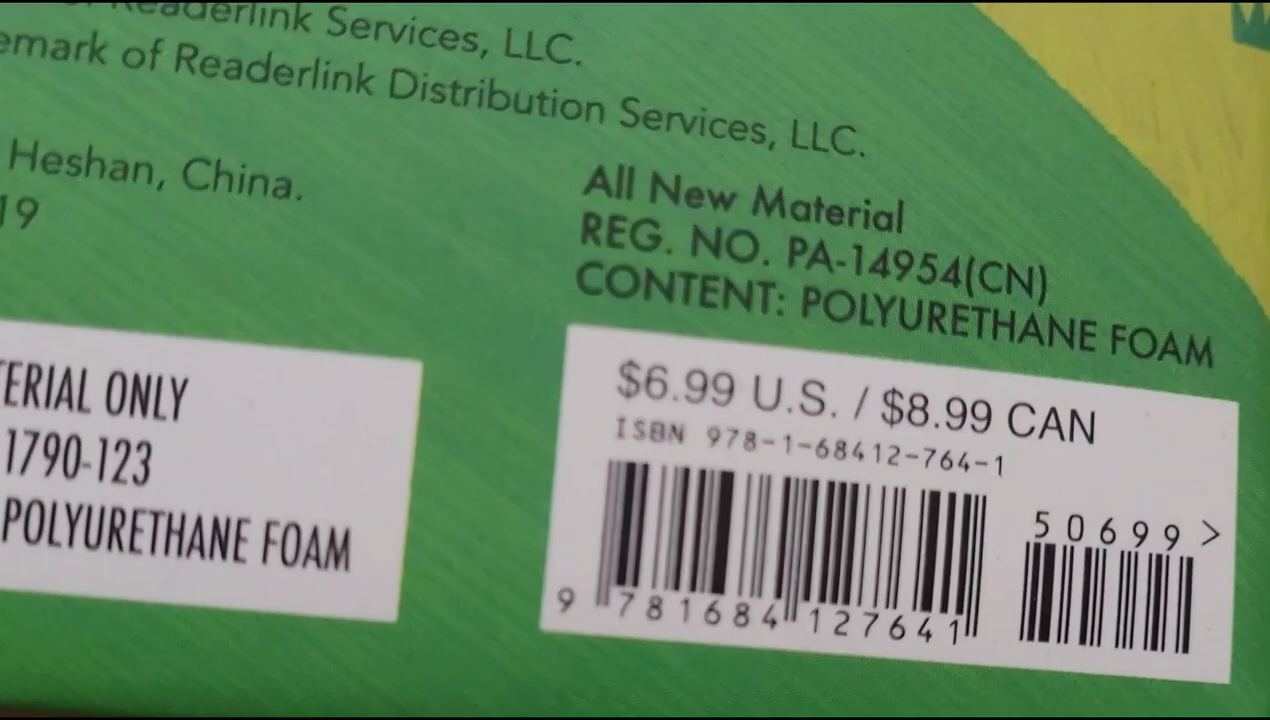 Readerlink Services, LLC.
of Readerlink Distribution Services, LLC.
Heshan, China.
19
All New Material
REG. NO. PA-14954(CN)
CONTENT: POLYURETHANE FOAM
ERIAL ONLY
1790-123
POLYURETHANE FOAM
$6.99 U.S. / $8.99 CAN
ISBN 978-1-68412-764-1
50699>
9 781684 127641